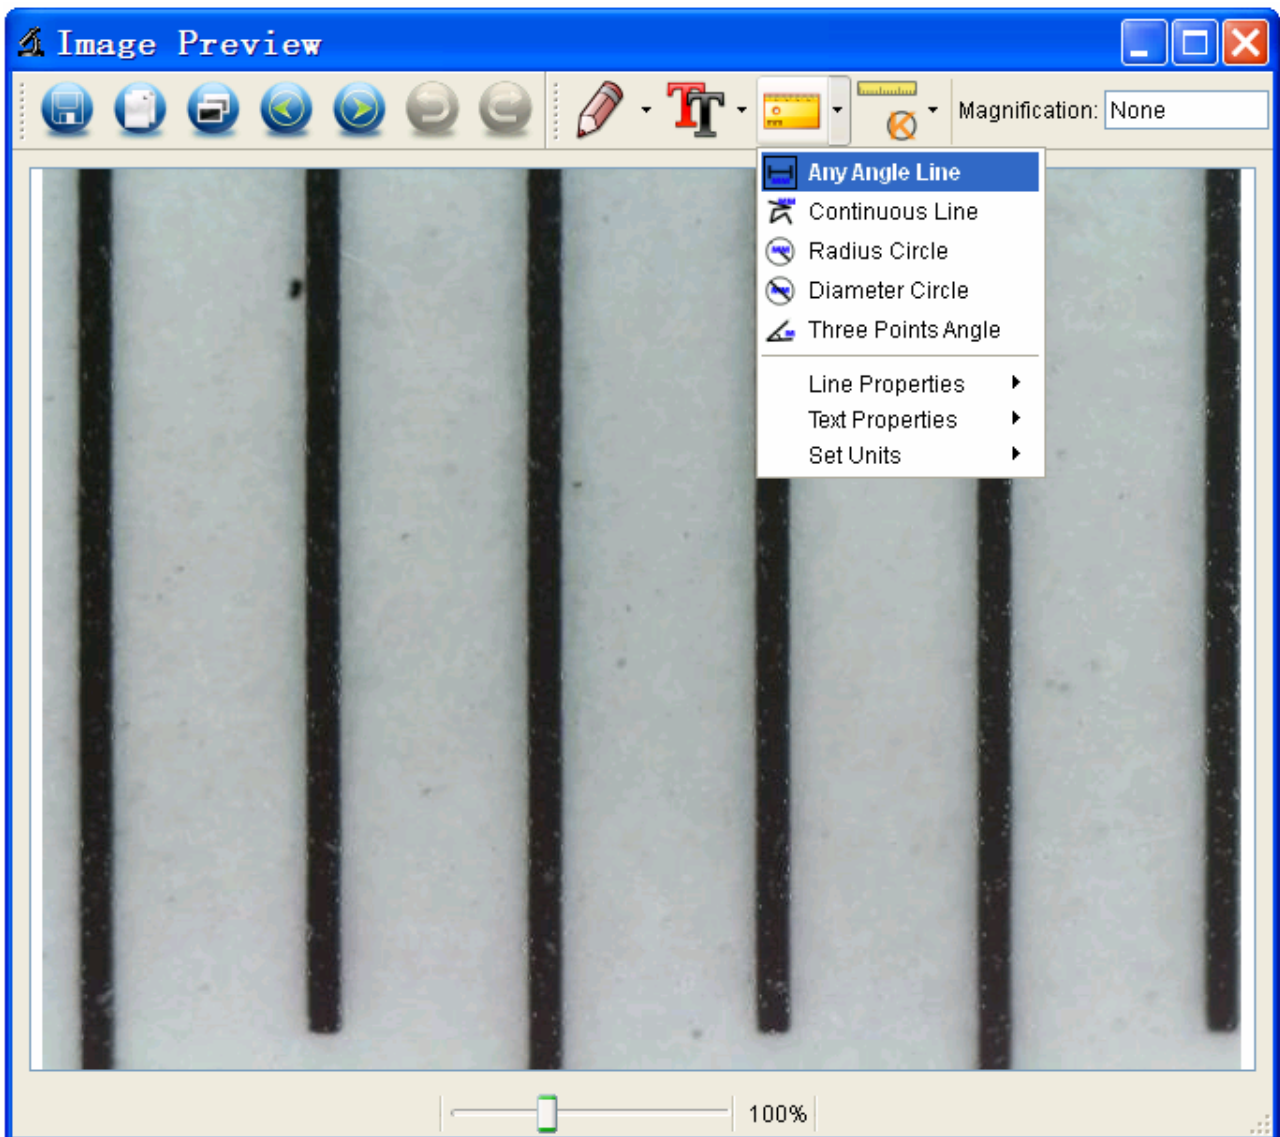 Image Preview
TT
Magnification: None
Any Angle Line
Continuous Line
Radius Circle
Diameter Circle
Three Points Angle
Line Properties
Text Properties
Set Units
100%